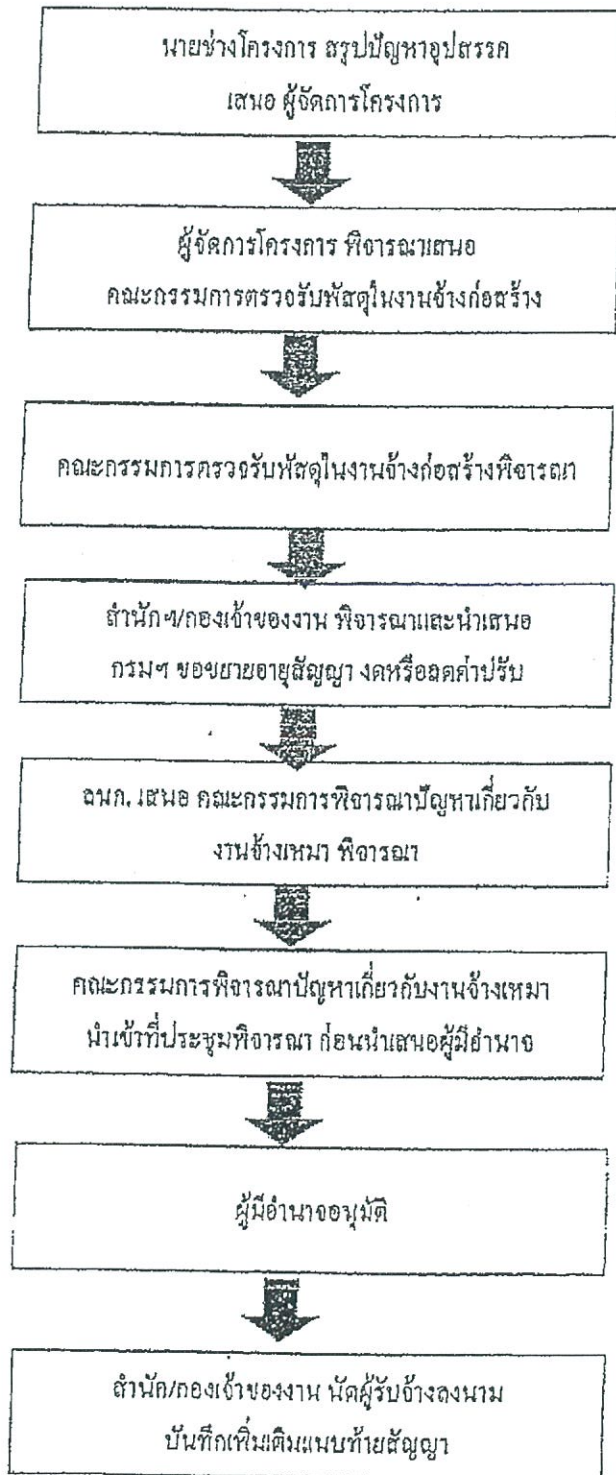 นายช่างโครงการ สรุปปัญหาอุปสรรค
เสนอ ผู้จัดการโครงการ
ผู้จัดการโครงการ พิจารณาเสนอ
คณะกรรมการตรวจรับพัสดุในงานจ้างก่อสร้าง
คณะกรรมการตรวจรับพัสดุในงานจ้างก่อสร้างพิจารณา
สำนักฯ/กองเจ้าของงาน พิจารณาและนำเสนอ
กรมฯ ขอขยายอายุสัญญา งดหรือลดค่าปรับ
ลนก. เสนอ คณะกรรมการพิจารณาปัญหาเกี่ยวกับ
งานจ้างเหมา พิจารณา
คณะกรรมการพิจารณาปัญหาเกี่ยวกับงานจ้างเหมา
นำเข้าที่ประชุมพิจารณา ก่อนนำเสนอผู้มีอำนาจ
ผู้มีอำนาจอนุมัติ
สำนัก/กองเจ้าของงาน นัดผู้รับจ้างลงนาม
บันทึกเพิ่มเติมแนบท้ายสัญญา